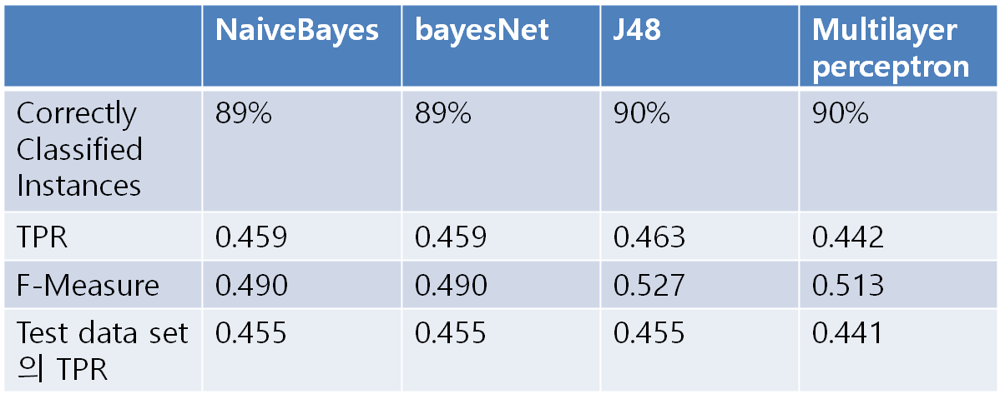 NaiveBayes bayesNet J48 Multilayer
perceptron
Correctly 89% 89% 90% 90%
Classified
Instances
TPR 0.459 0.459 0.463 0.442
F-Measure 0.490 0.490 0.527 0.513
Test data set 0.455 0.455 0.455 0.441
의 TPR